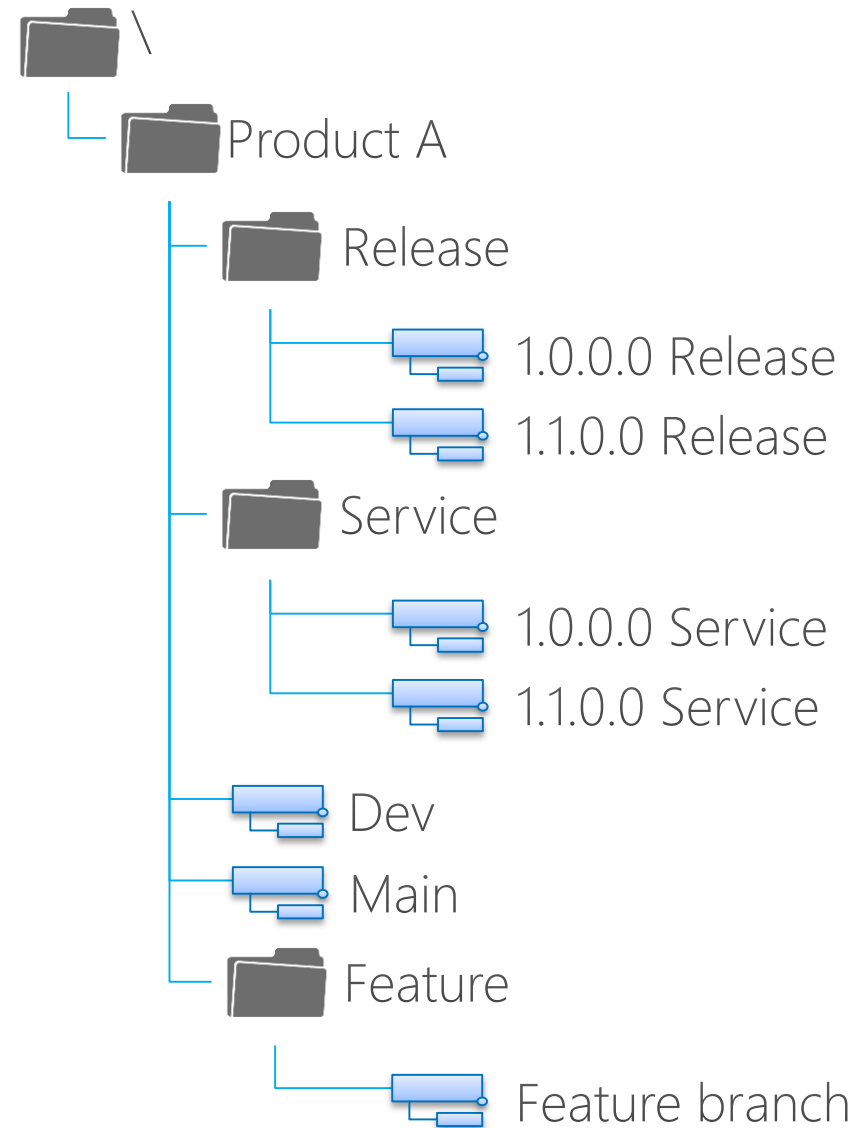 \
Product A
Release
1.0.0.0 Release
1.1.0.0 Release
Service
1.0.0.0 Service
1.1.0.0 Service
Dev
Main
Feature
Feature branch